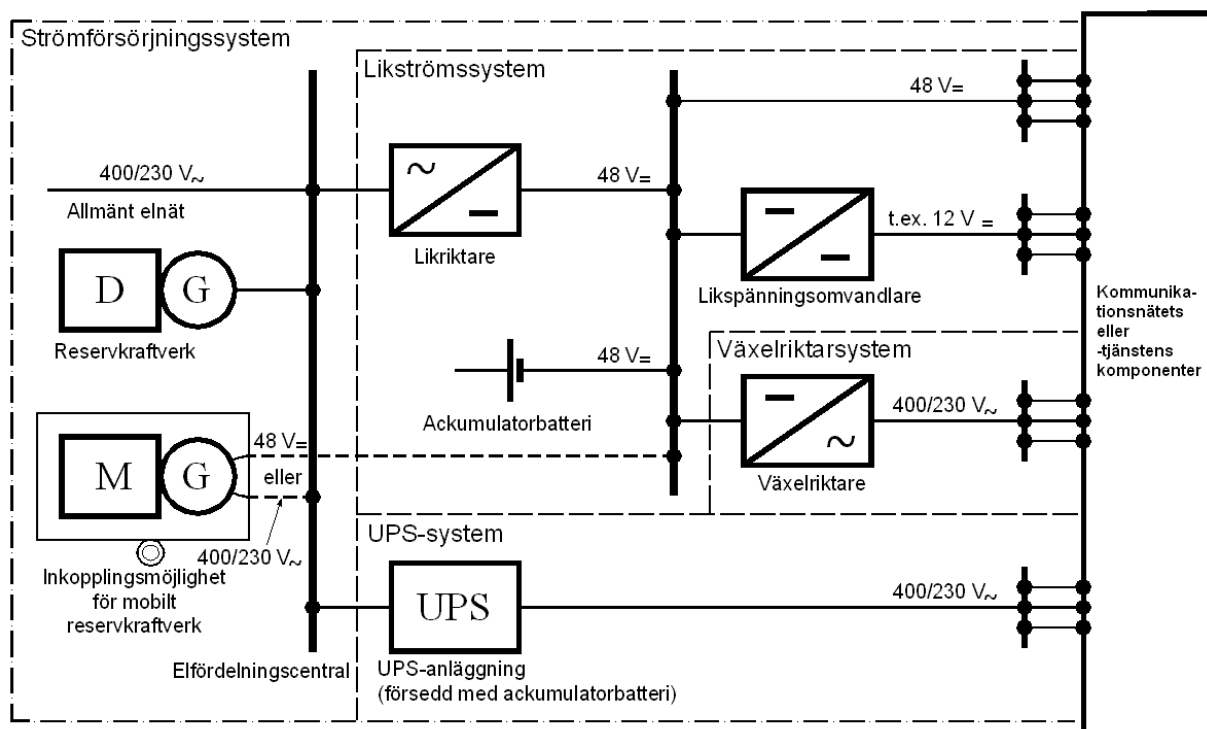 Strömförsörjningssystem
Likströmssystem
48 V=
400/230 V~
Allmänt elnät
~
48 V=
Likriktare
t.ex. 12 V =
Likspänningsomvandlare
D
G
Reservkraftverk
Kommunika-
tionsnätets
eller
-tjänstens
komponenter
48 V=
Ackumulatorbatteri
Växelriktarsystem
~
400/230 V~
Växelriktare
M
G
48 V=
eller
400/230 V~
Inkopplingsmöjlighet
för mobilt
reservkraftverk
UPS-system
UPS
400/230 V~
Elfördelningscentral
UPS-anläggning
(försedd med ackumulatorbatteri)